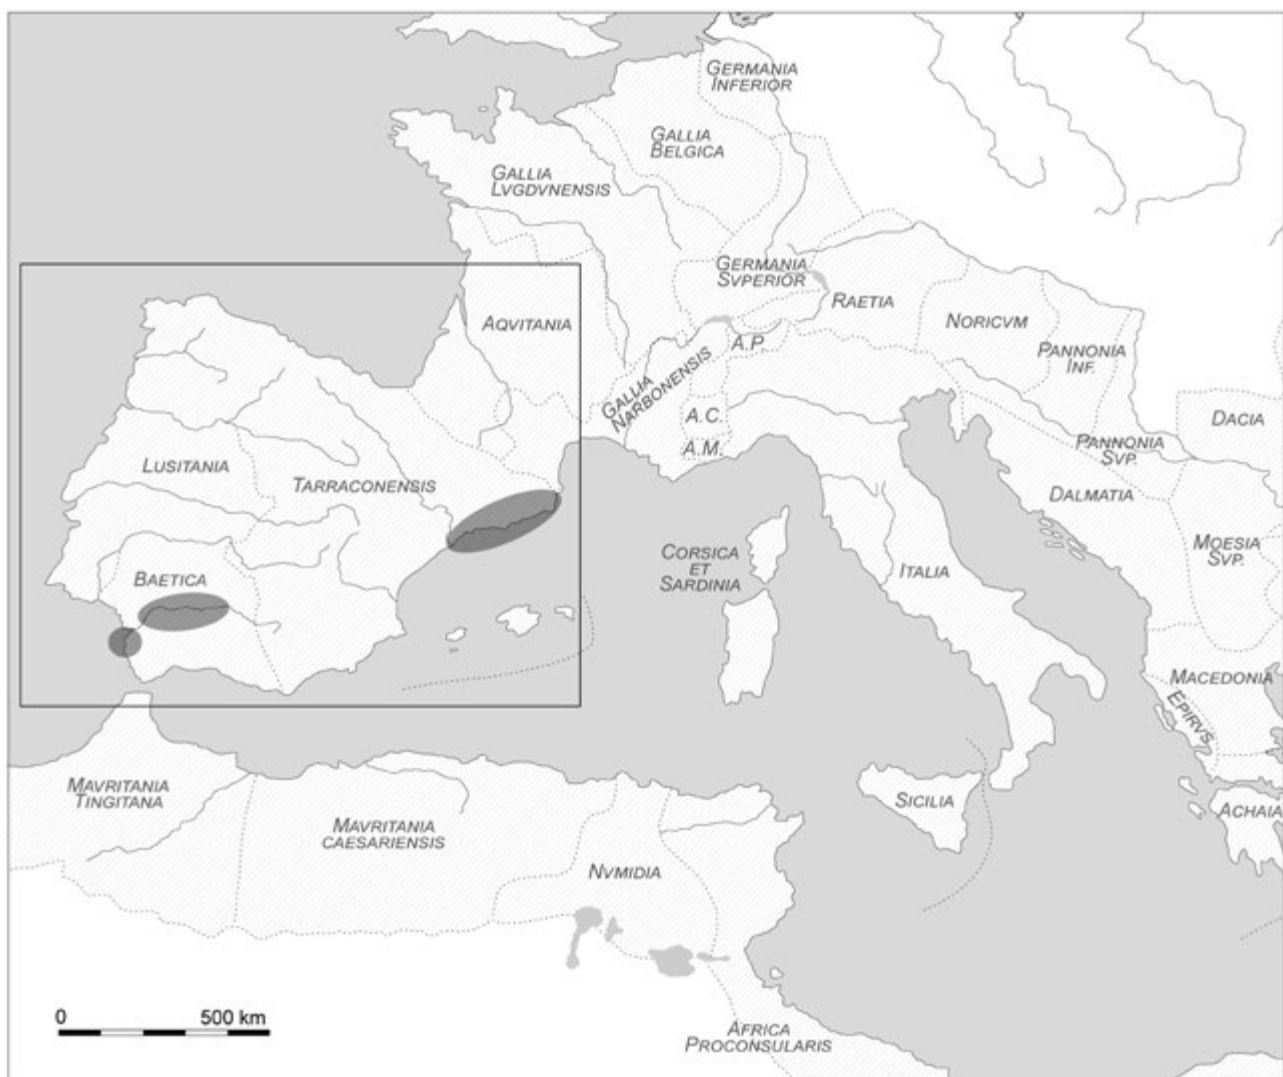 GERMANIA
INFERIOR
GALLIA
BELGICA
GALLIA
LVGDVNENSIS
GERMANIA
SVPERIOR
RAETIA
NORICVM
AQVITANIA
A.P.
PANNONIA
INF.
GALLIA
NARBONENSIS
A.C.
DACIA
A.M.
PANNONIA
SVP.
LUSITANIA
TARRACONENSIS
DALMATIA
MOESIA
SVP.
CORSICA
ET
SARDINIA
ITALIA
BAETICA
MACEDONIA
EPIRVS
MAVRITANIA
TINGITANA
SICILIA
ACHAIA
MAVRITANIA
CAESARIENSIS
NVMIDIA
0 500 km
AFRICA
PROCONSULARIS